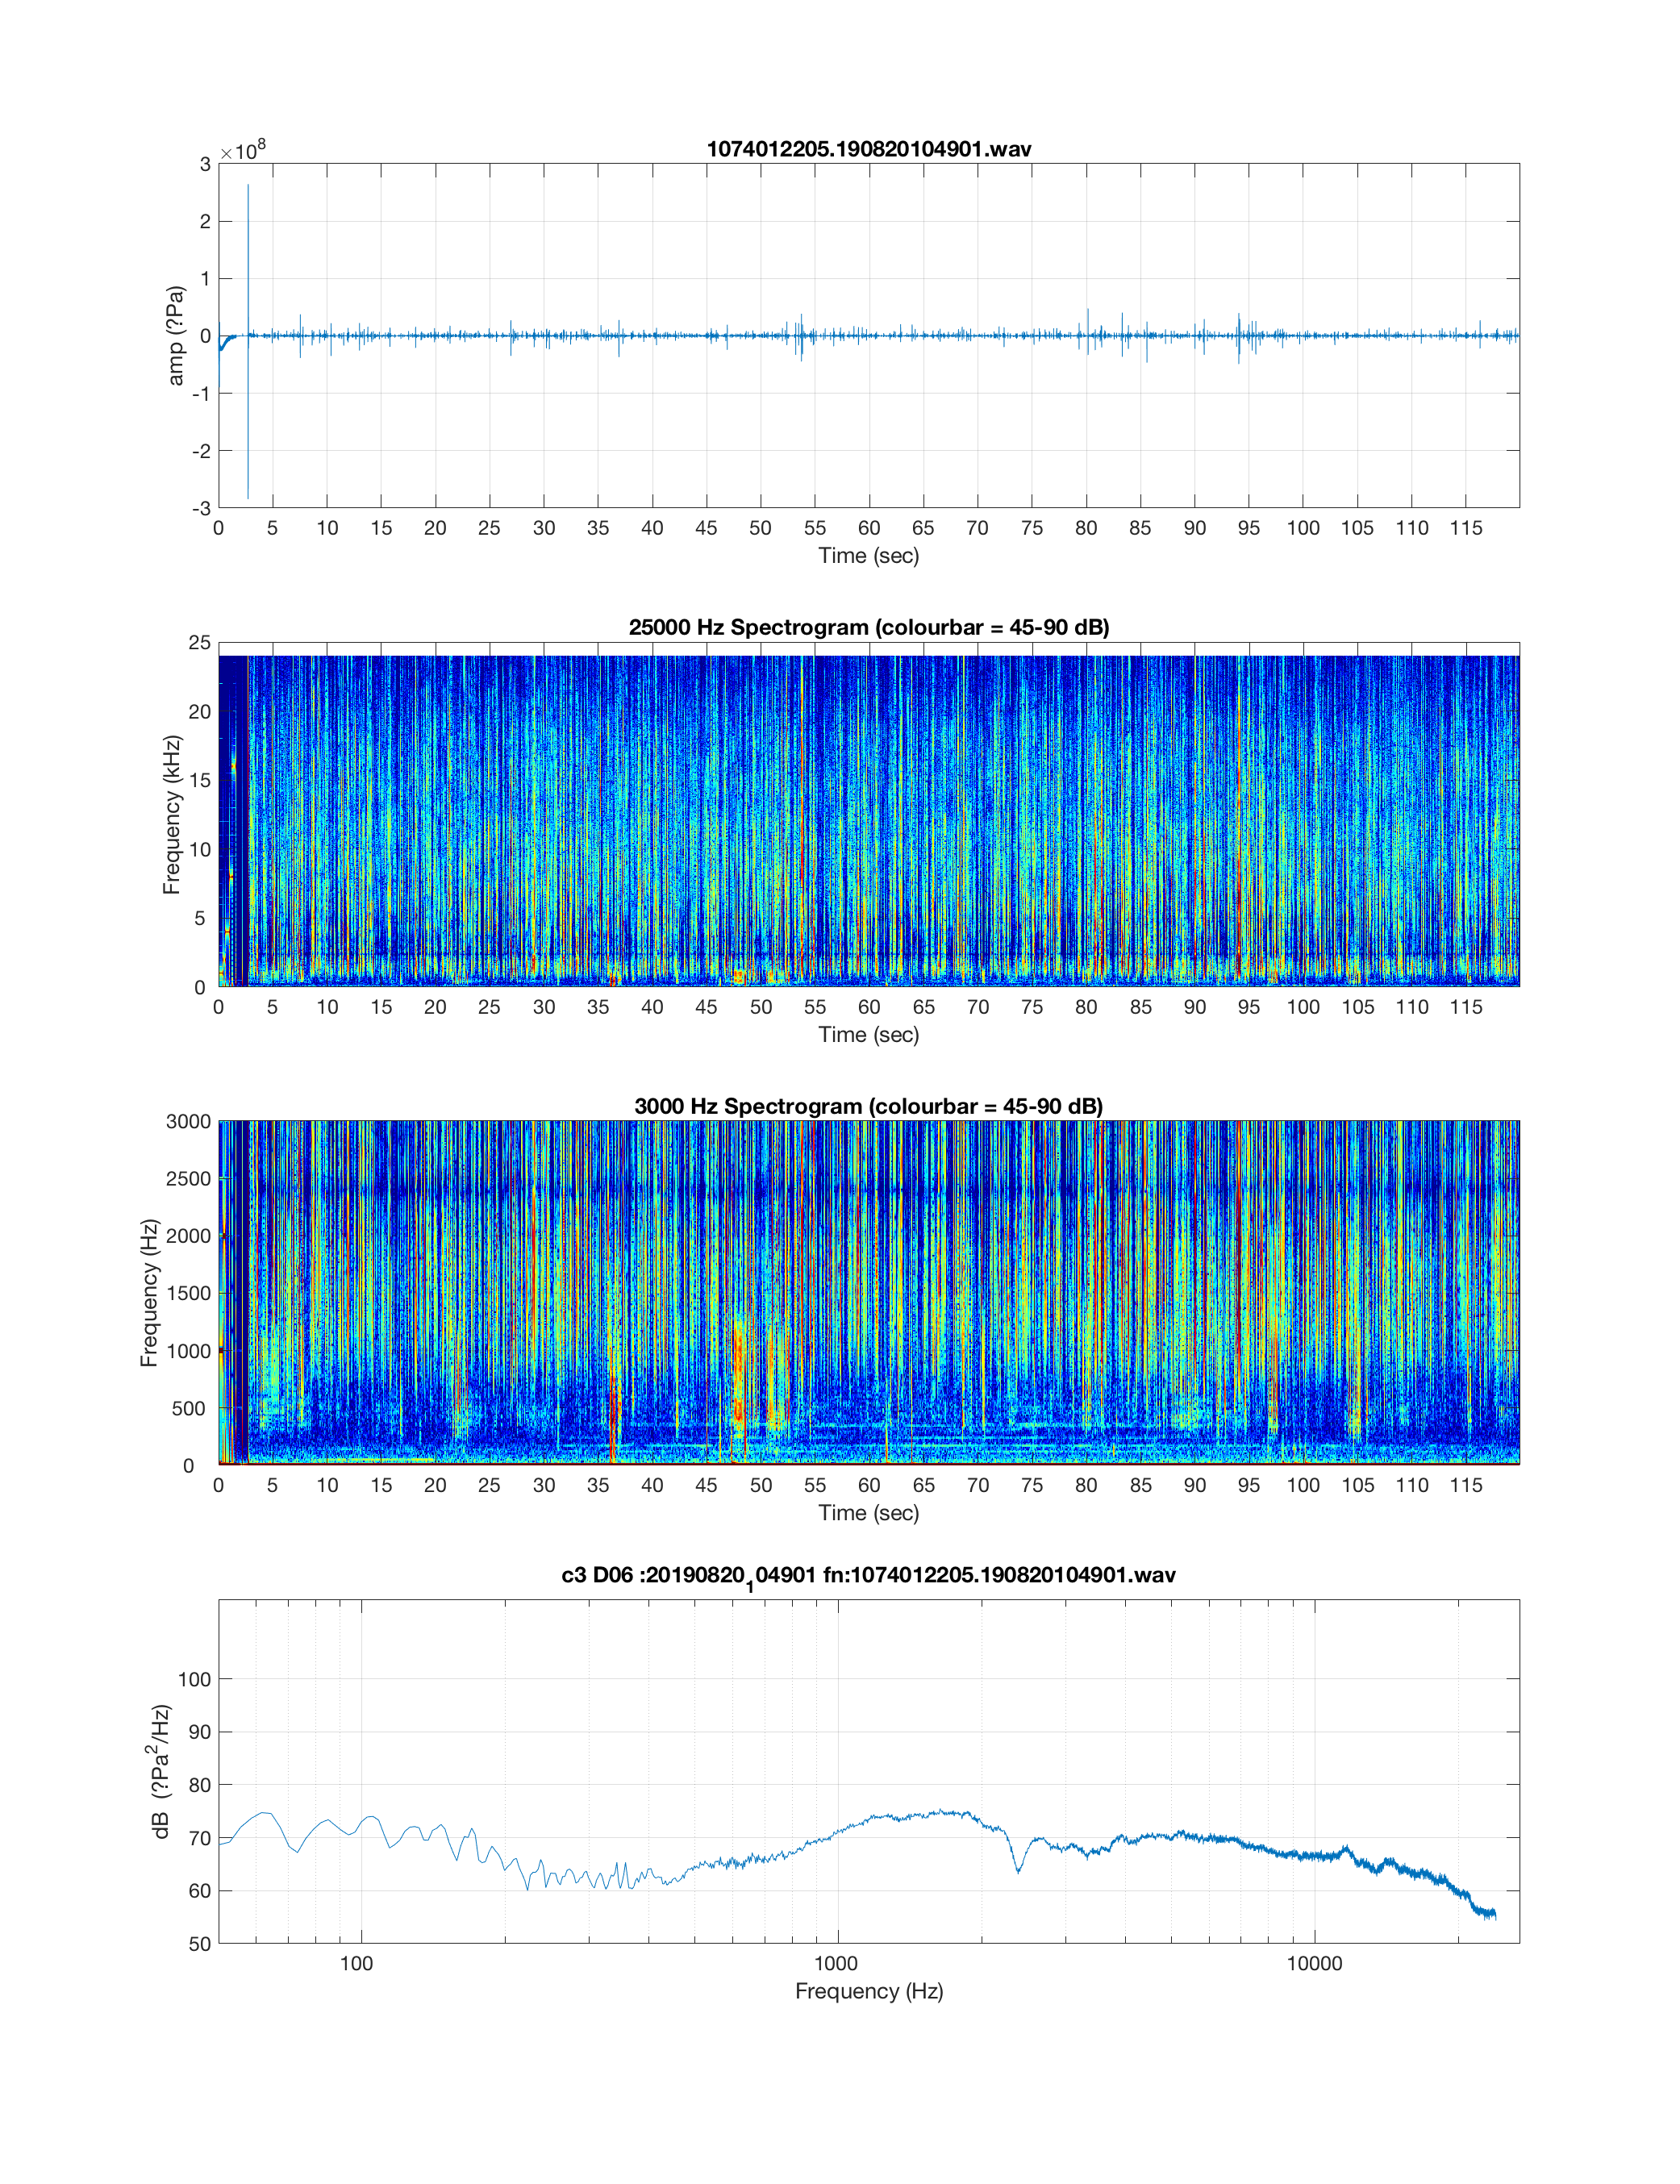 1074012205.190820104901.wav
×10⁸
3
2
1
0
-1
-2
-3
amp (?Pa)
0 5 10 15 20 25 30 35 40 45 50 55 60 65 70 75 80 85 90 95 100 105 110 115
Time (sec)
25000 Hz Spectrogram (colourbar = 45-90 dB)
25
20
15
10
5
0
Frequency (kHz)
0 5 10 15 20 25 30 35 40 45 50 55 60 65 70 75 80 85 90 95 100 105 110 115
Time (sec)
3000 Hz Spectrogram (colourbar = 45-90 dB)
3000
2500
2000
1500
1000
500
0
Frequency (Hz)
0 5 10 15 20 25 30 35 40 45 50 55 60 65 70 75 80 85 90 95 100 105 110 115
Time (sec)
c3 D06 :20190820₁04901 fn:1074012205.190820104901.wav
100
90
80
70
60
50
dB (?Pa²/Hz)
100 1000 10000
Frequency (Hz)